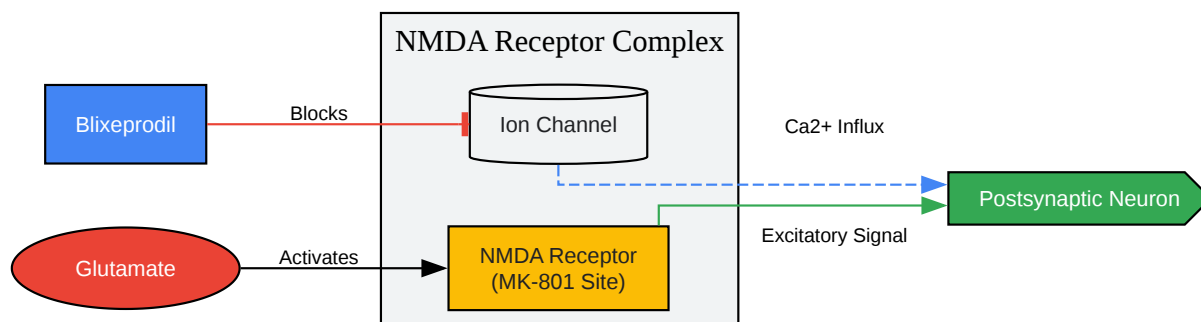 NMDA Receptor Complex
Blixeprodil
Blocks
Ion Channel
Ca2+ Influx
Postsynaptic Neuron
Glutamate
Activates
NMDA Receptor
(MK-801 Site)
Excitatory Signal